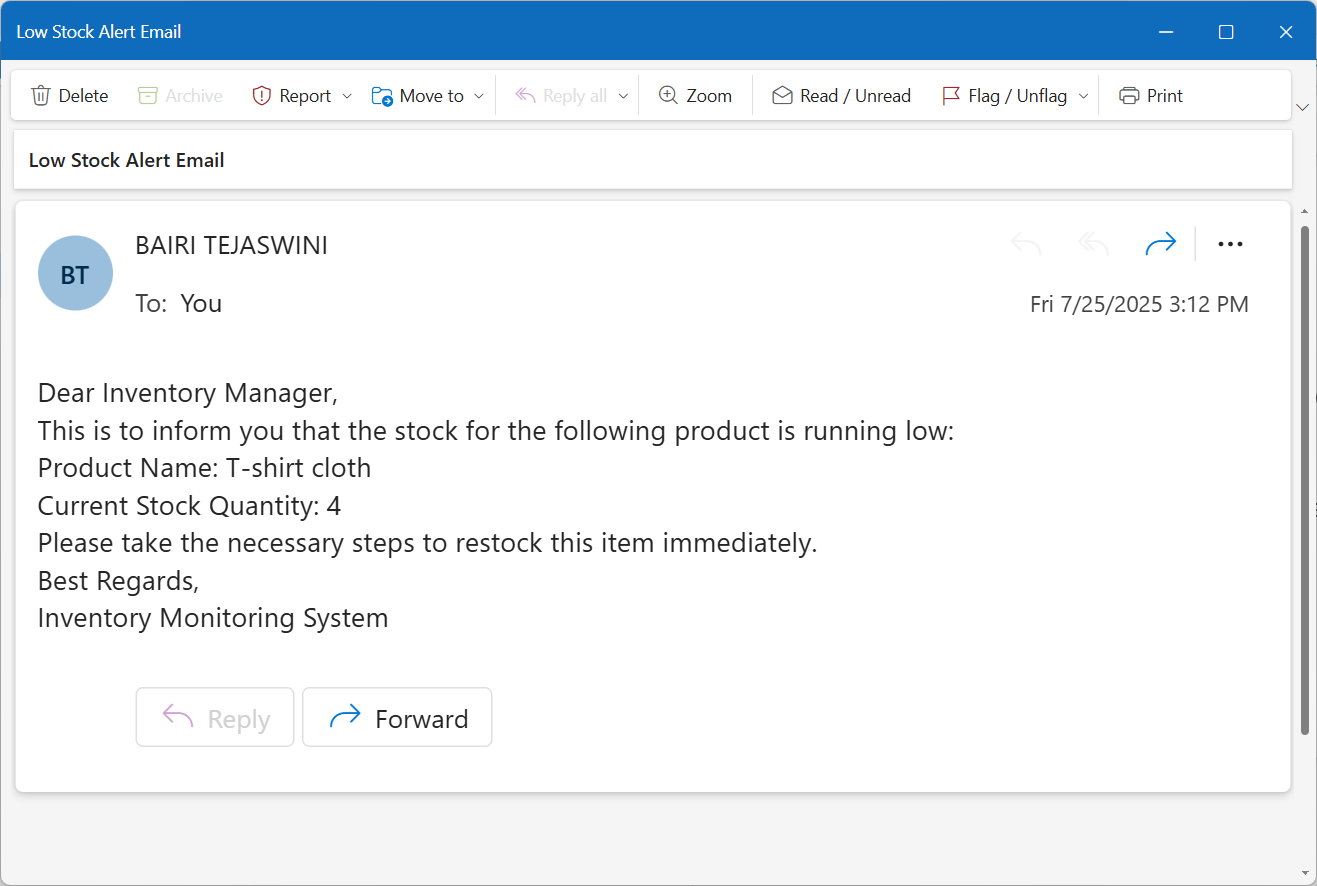 Low Stock Alert Email
Delete Archive Report Move to Reply all Zoom Read / Unread Flag / Unflag Print
Low Stock Alert Email
BT
BAIRI TEJASWINI
To: You
Fri 7/25/2025 3:12 PM
Dear Inventory Manager,
This is to inform you that the stock for the following product is running low:
Product Name: T-shirt cloth
Current Stock Quantity: 4
Please take the necessary steps to restock this item immediately.
Best Regards,
Inventory Monitoring System
Reply Forward